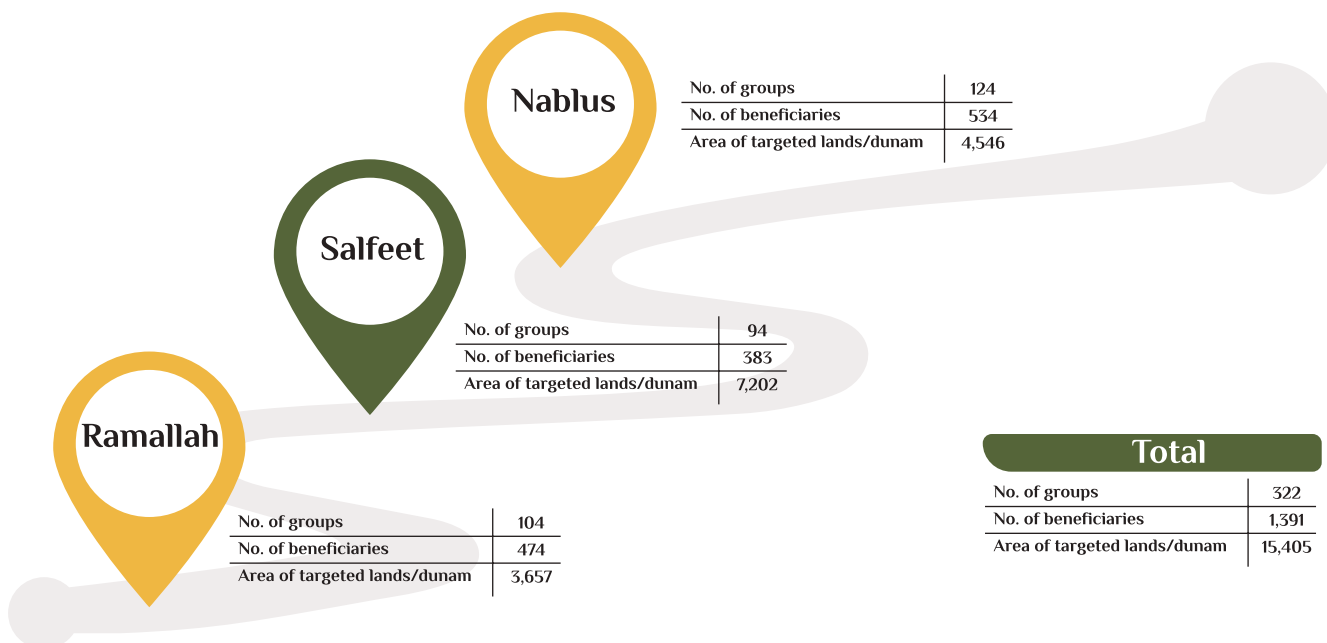 Nablus
No. of groups 124
No. of beneficiaries 534
Area of targeted lands/dunam 4,546
Salfeet
No. of groups 94
No. of beneficiaries 383
Area of targeted lands/dunam 7,202
Ramallah
No. of groups 104
No. of beneficiaries 474
Area of targeted lands/dunam 3,657
Total
No. of groups 322
No. of beneficiaries 1,391
Area of targeted lands/dunam 15,405